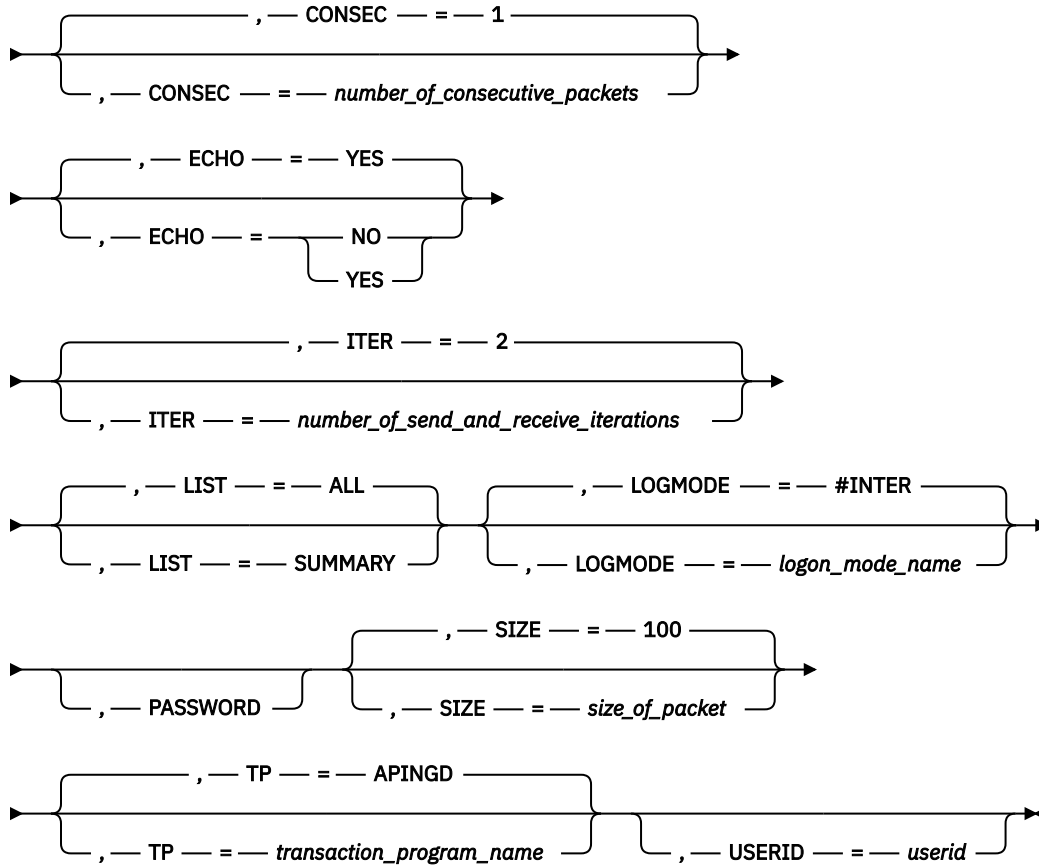 , CONSEC = 1
, CONSEC = number_of_consecutive_packets
, ECHO = YES
, ECHO = NO
YES
, ITER = 2
, ITER = number_of_send_and_receive_iterations
, LIST = ALL , LOGMODE = #INTER
, LIST = SUMMARY , LOGMODE = logon_mode_name
, SIZE = 100
, PASSWORD , SIZE = size_of_packet
, TP = APINGD
, TP = transaction_program_name , USERID = userid